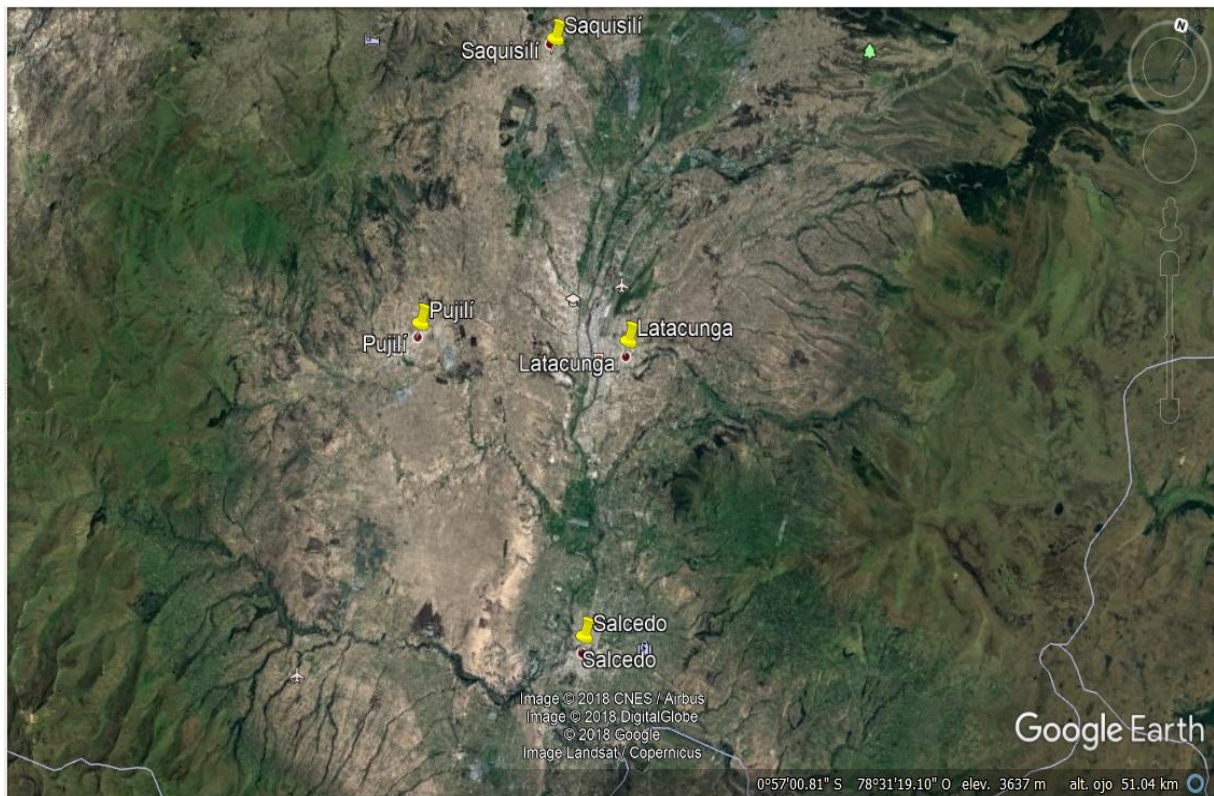 Saquisilí
Saquisilí
N
Pujilí
Pujilí
Latacunga
Latacunga
Salcedo
Salcedo
Image © 2018 CNES / Airbus
Image © 2018 DigitalGlobe
© 2018 Google
Image Landsat / Copernicus
Google Earth
0°57'00.81" S 78°31'19.10" O elev. 3637 m alt. ojo 51.04 km